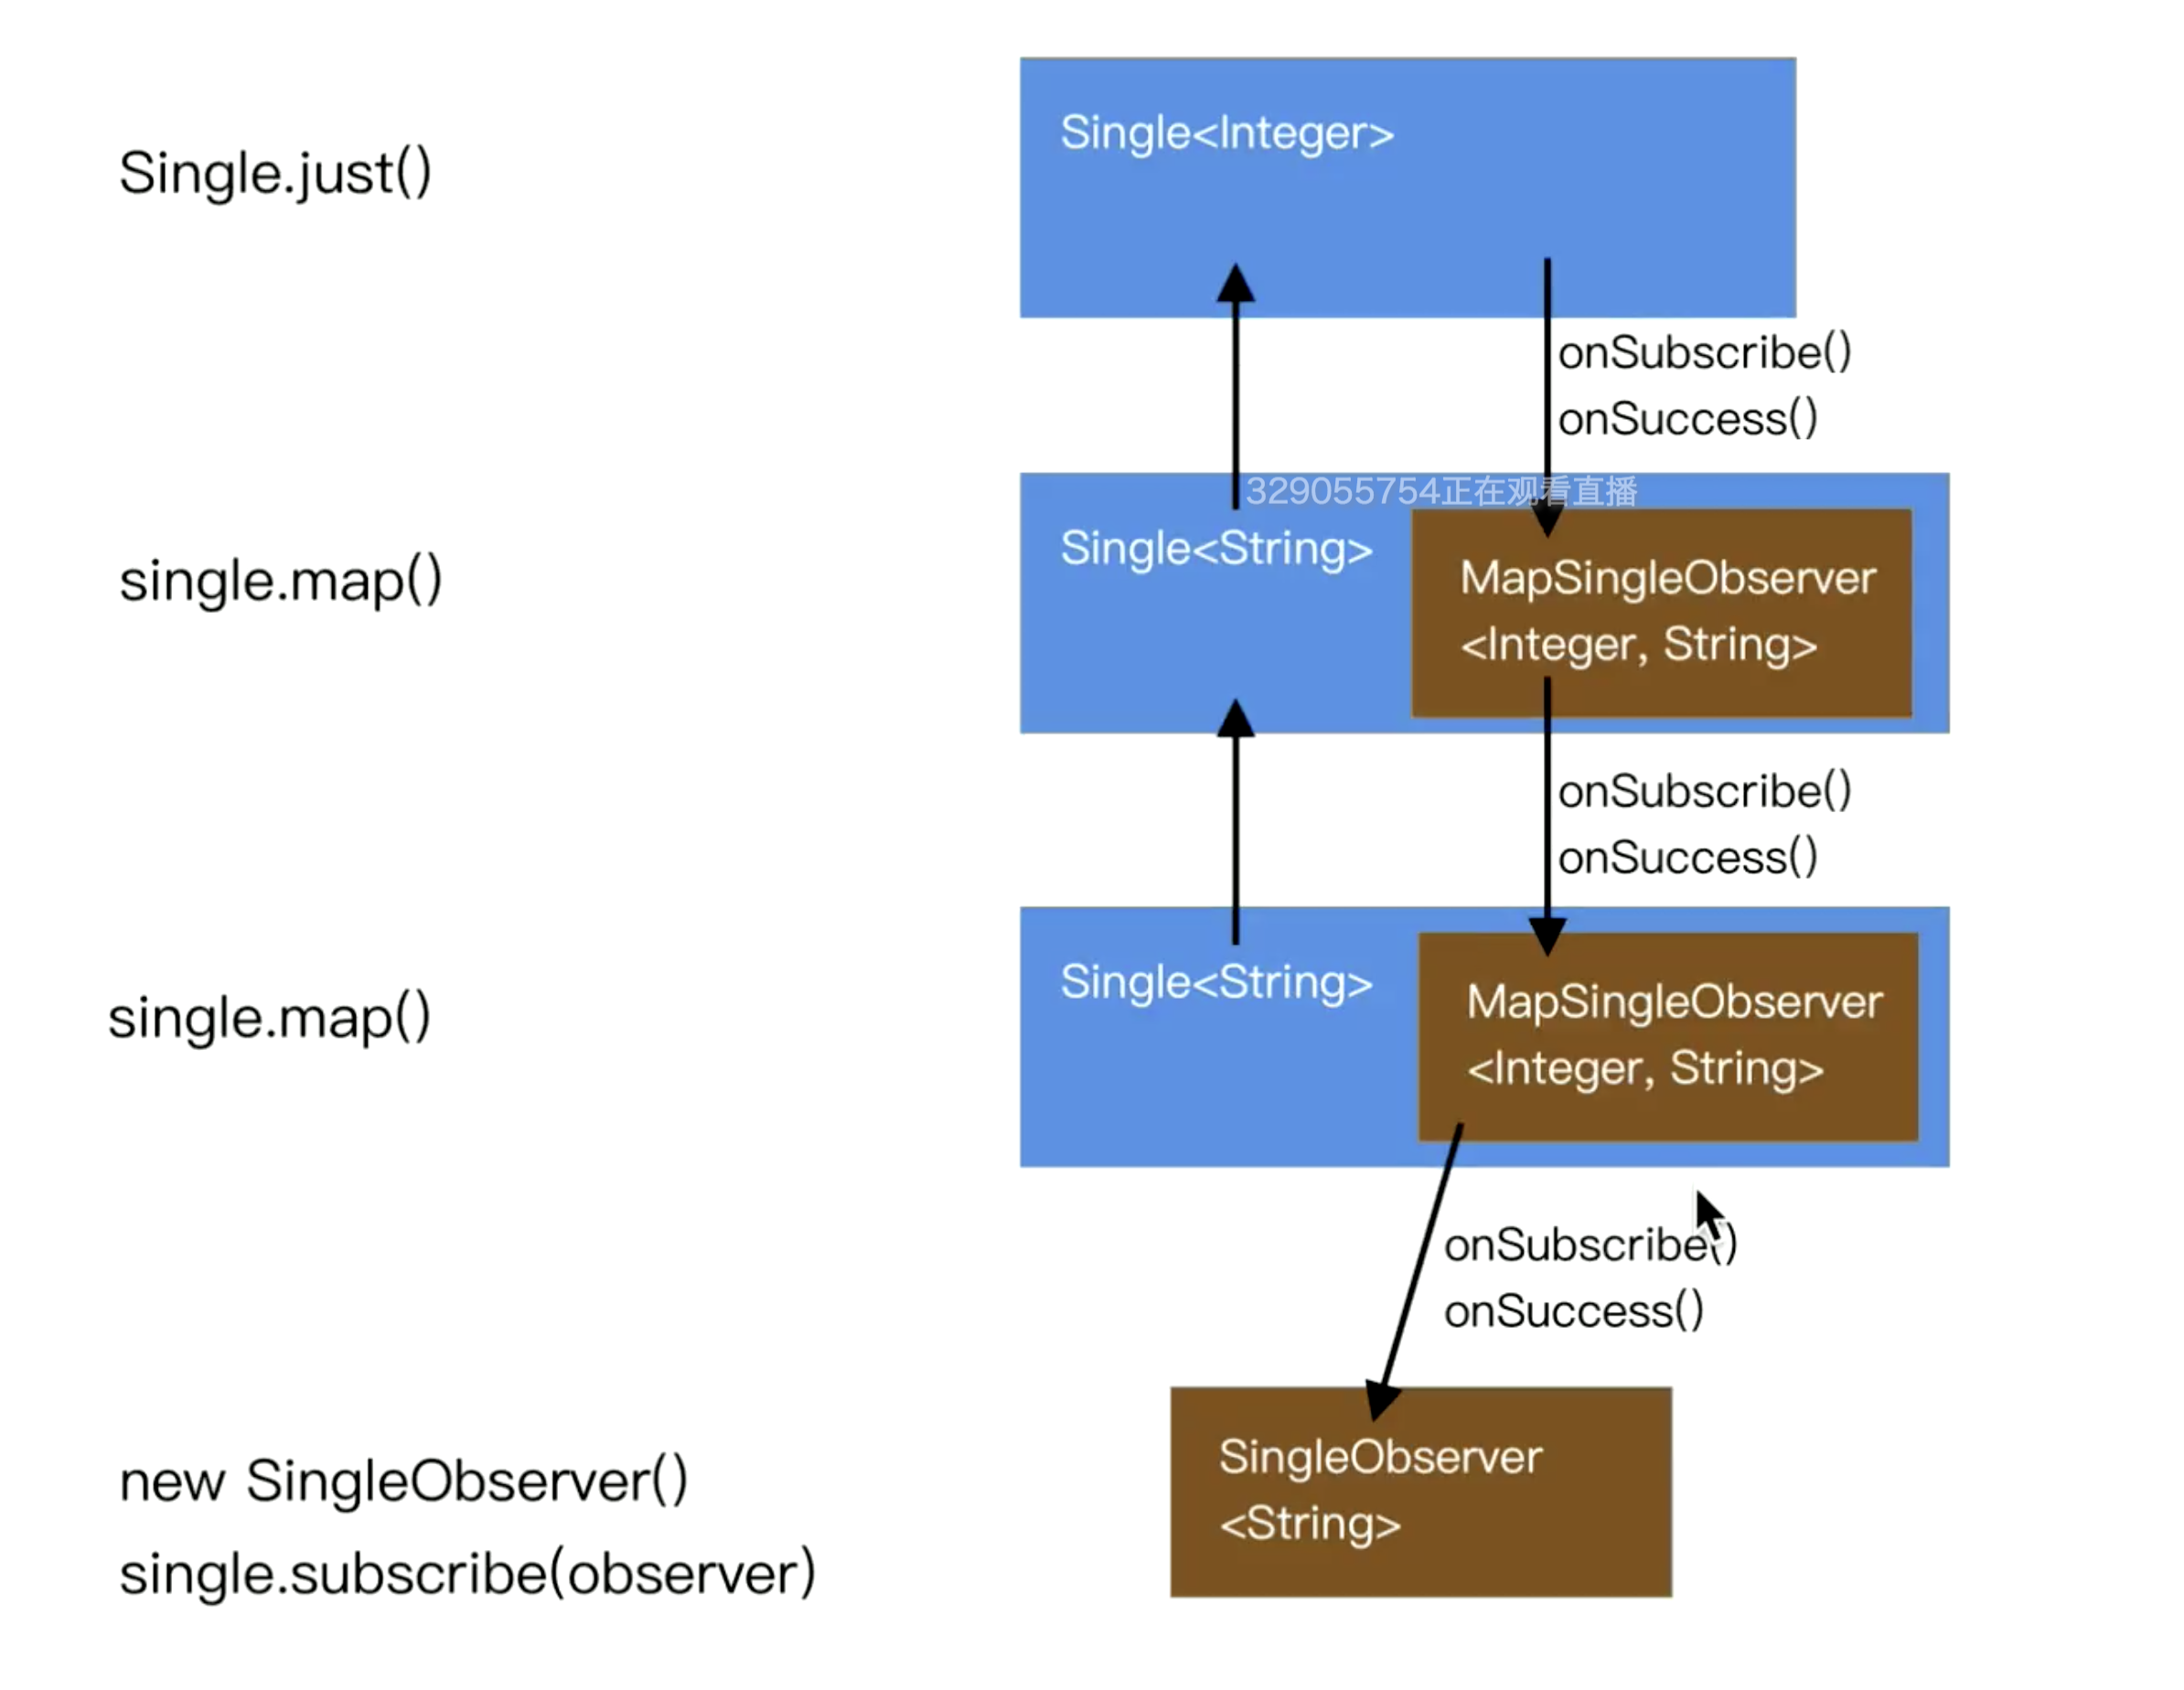 Single.just()
Single<Integer>
onSubscribe()
onSuccess()
329055754正在观看直播
single.map()
Single<String>
MapSingleObserver
<Integer, String>
onSubscribe()
onSuccess()
single.map()
Single<String>
MapSingleObserver
<Integer, String>
onSubscribe()
onSuccess()
new SingleObserver()
single.subscribe(observer)
SingleObserver
<String>